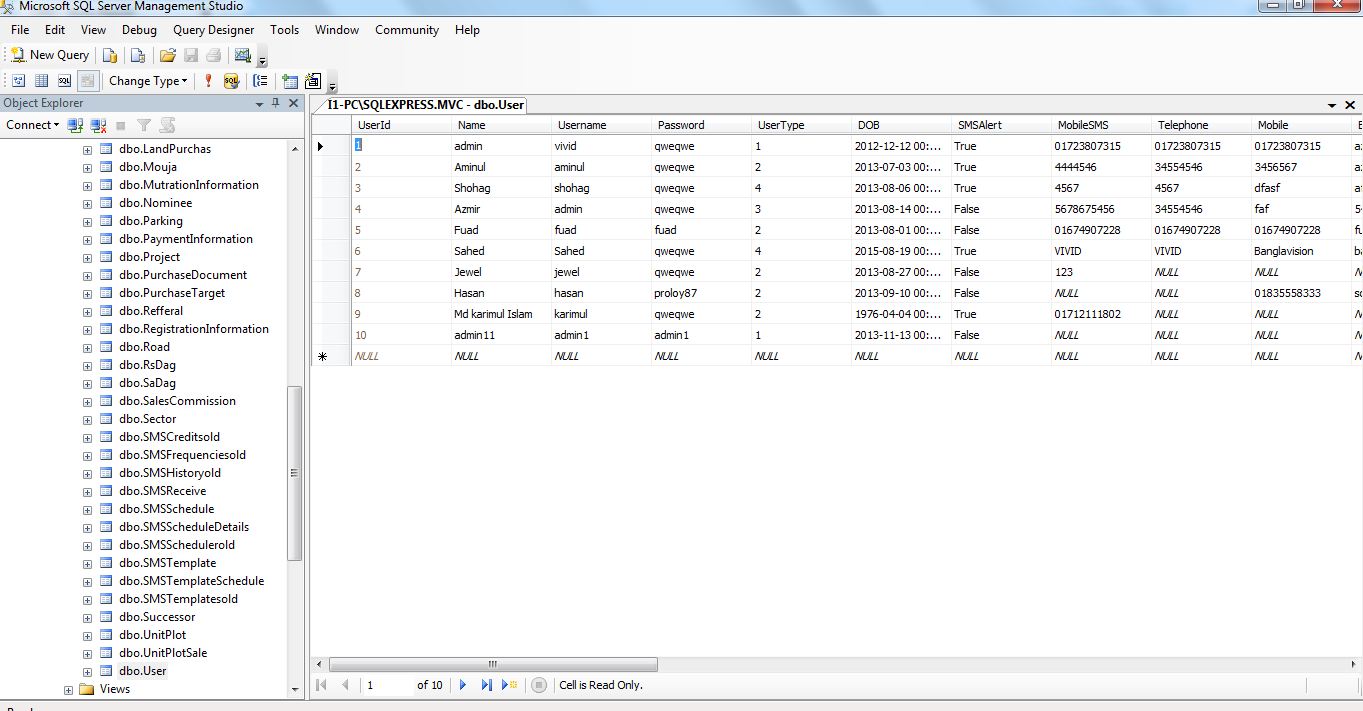 Microsoft SQL Server Management Studio
File Edit View Debug Query Designer Tools Window Community Help
New Query
SQL Change Type SQL
Object Explorer
I1-PC\SQLEXPRESS.MVC - dbo.User
Connect
dbo.LandPurchas
dbo.Mouja
dbo.MutrationInformation
dbo.Nominee
dbo.Parking
dbo.PaymentInformation
dbo.Project
dbo.PurchaseDocument
dbo.PurchaseTarget
dbo.Refferal
dbo.RegistrationInformation
dbo.Road
dbo.RsDag
dbo.SaDag
dbo.SalesCommission
dbo.Sector
dbo.SMSCreditsold
dbo.SMSFrequenciesold
dbo.SMSHistoryold
dbo.SMSReceive
dbo.SMSSchedule
dbo.SMSScheduleDetails
dbo.SMSSchedulerold
dbo.SMSTemplate
dbo.SMSTemplateSchedule
dbo.SMSTemplatesold
dbo.Successor
dbo.UnitPlot
dbo.UnitPlotSale
dbo.User
Views
UserId Name Username Password UserType DOB SMSAlert MobileSMS Telephone Mobile
1 admin vivid qweqwe 1 2012-12-12 00:... True 01723807315 01723807315 01723807315
2 Aminul aminul qweqwe 2 2013-07-03 00:... True 4444546 34554546 3456567
3 Shohag shohag qweqwe 4 2013-08-06 00:... True 4567 4567 dfasf
4 Azmir admin qweqwe 3 2013-08-14 00:... False 5678675456 34554546 faf
5 Fuad fuad fuad 2 2013-08-01 00:... False 01674907228 01674907228 01674907228
6 Sahed Sahed qweqwe 4 2015-08-19 00:... True VIVID VIVID Banglavision
7 Jewel jewel qweqwe 2 2013-08-27 00:... False 123 NULL NULL
8 Hasan hasan proloy87 2 2013-09-10 00:... False NULL NULL 01835558333
9 Md karimul Islam karimul qweqwe 2 1976-04-04 00:... True 01712111802 NULL NULL
10 admin11 admin1 admin1 1 2013-11-13 00:... False NULL NULL NULL
NULL NULL NULL NULL NULL NULL NULL NULL NULL NULL
1 of 10 Cell is Read Only.